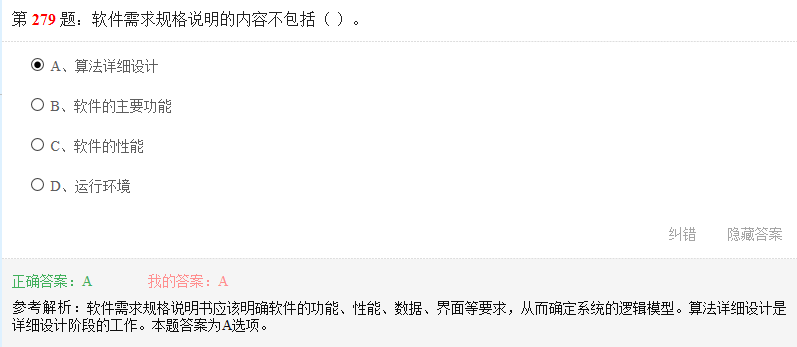 第 279 题：软件需求规格说明的内容不包括（ ）。
A、算法详细设计
B、软件的主要功能
C、软件的性能
D、运行环境
纠错 隐藏答案
正确答案：A 我的答案：A
参考解析：软件需求规格说明书应该明确软件的功能、性能、数据、界面等要求，从而确定系统的逻辑模型。算法详细设计是
详细设计阶段的工作。本题答案为A选项。